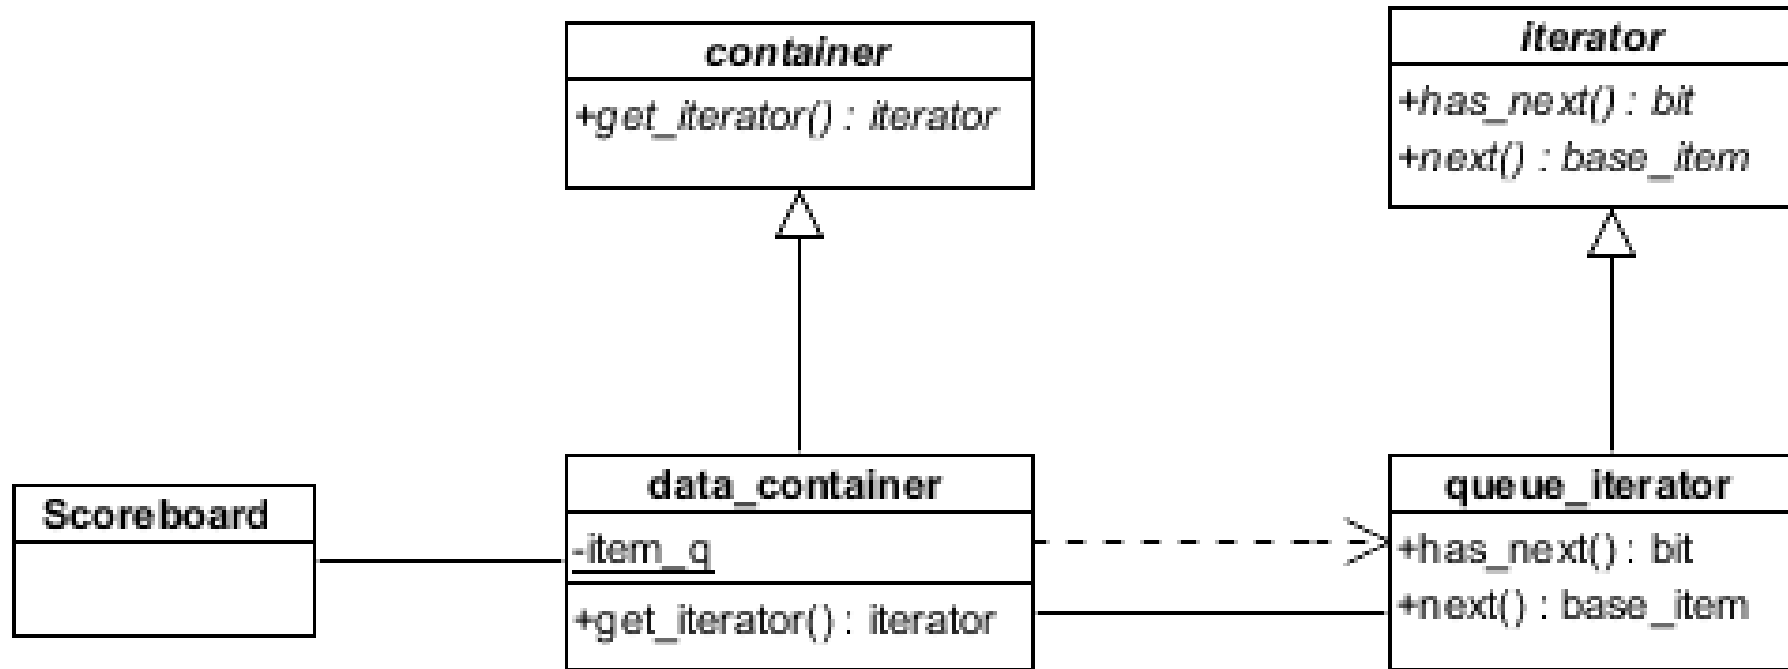 container
+get_iterator() : iterator
iterator
+has_next() : bit
+next() : base_item
Scoreboard
data_container
-item_q
+get_iterator() : iterator
queue_iterator
+has_next() : bit
+next() : base_item